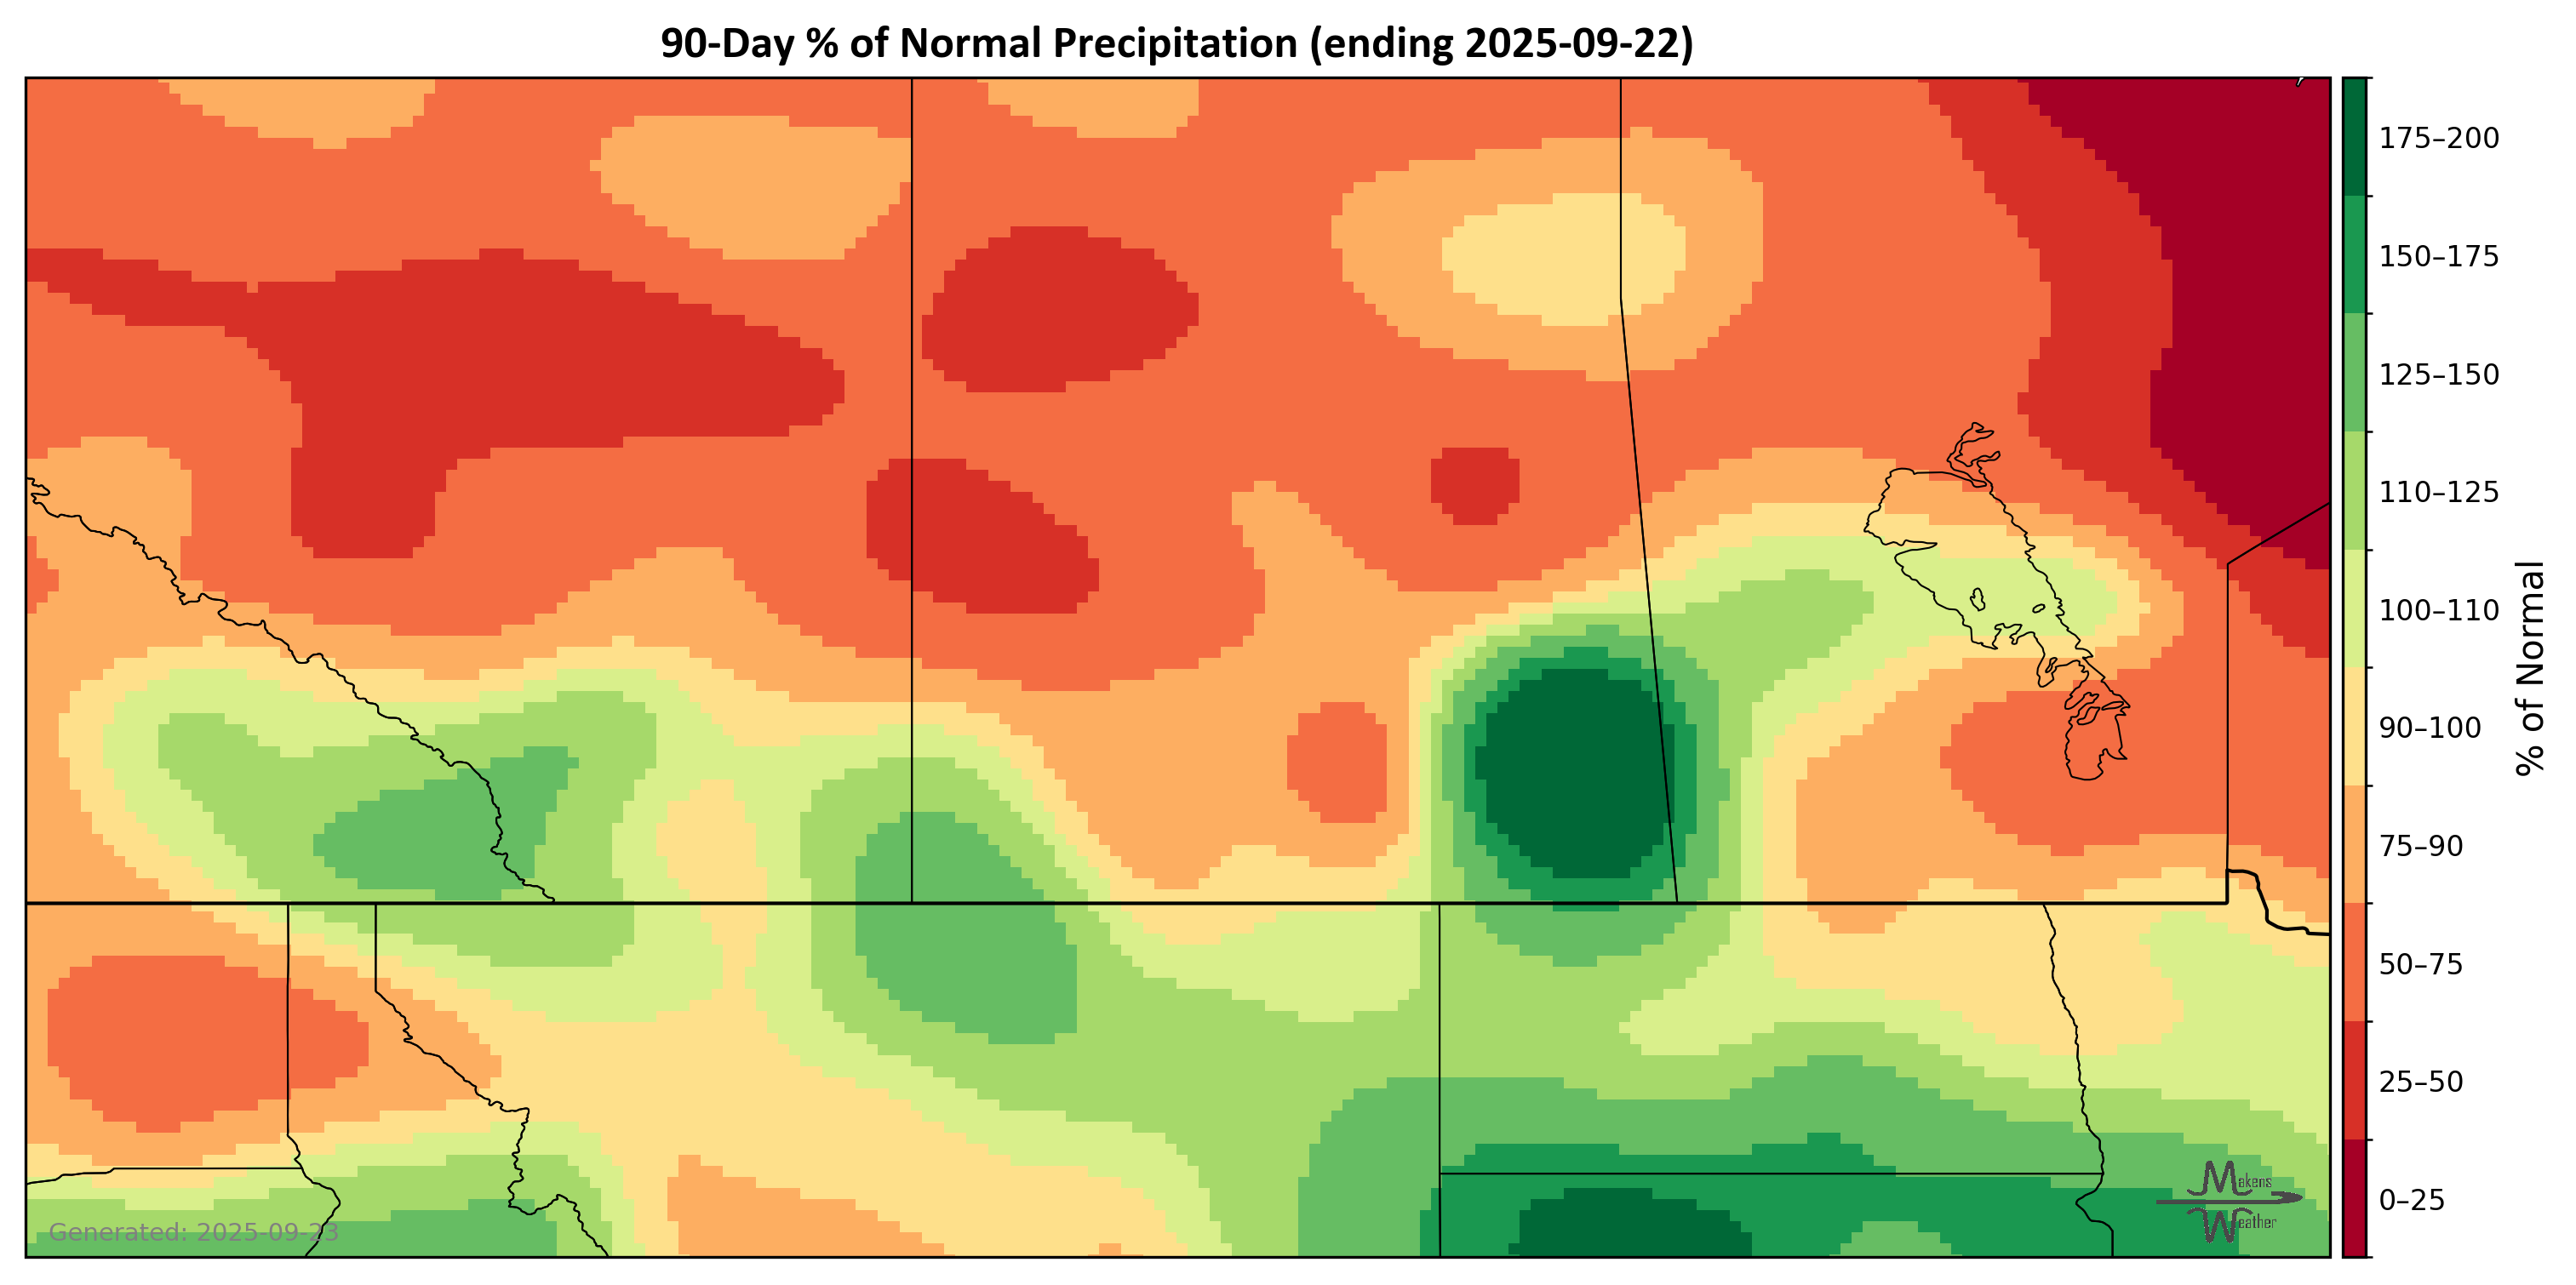 90-Day % of Normal Precipitation (ending 2025-09-22)
175–200
150–175
125–150
110–125
100–110
90–100
75–90
50–75
25–50
0–25
% of Normal
Generated: 2025-09-23
Makens
Weather